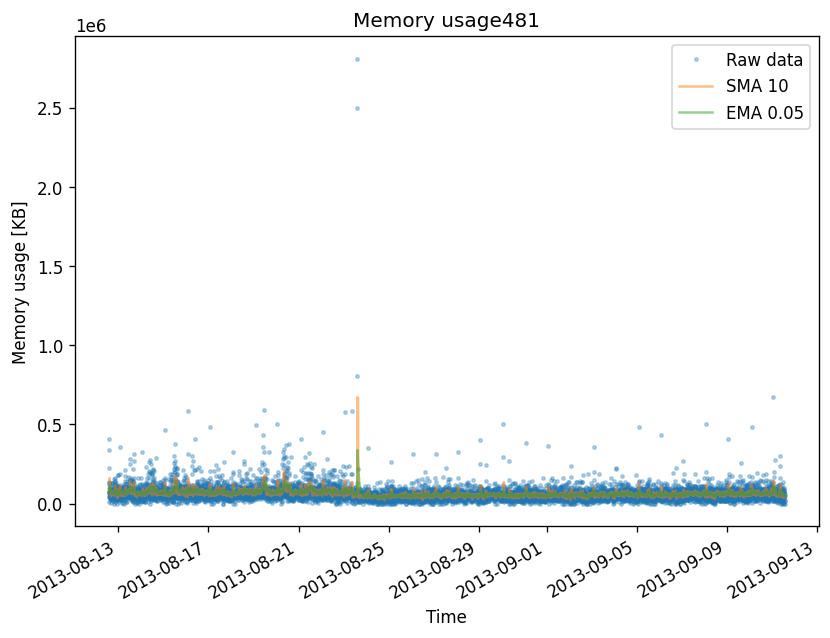 Memory usage481
1e6
Raw data
SMA 10
EMA 0.05
2.5
2.0
1.5
1.0
0.5
0.0
Memory usage [KB]
2013-08-13
2013-08-17
2013-08-21
2013-08-25
2013-08-29
2013-09-01
2013-09-05
2013-09-09
2013-09-13
Time